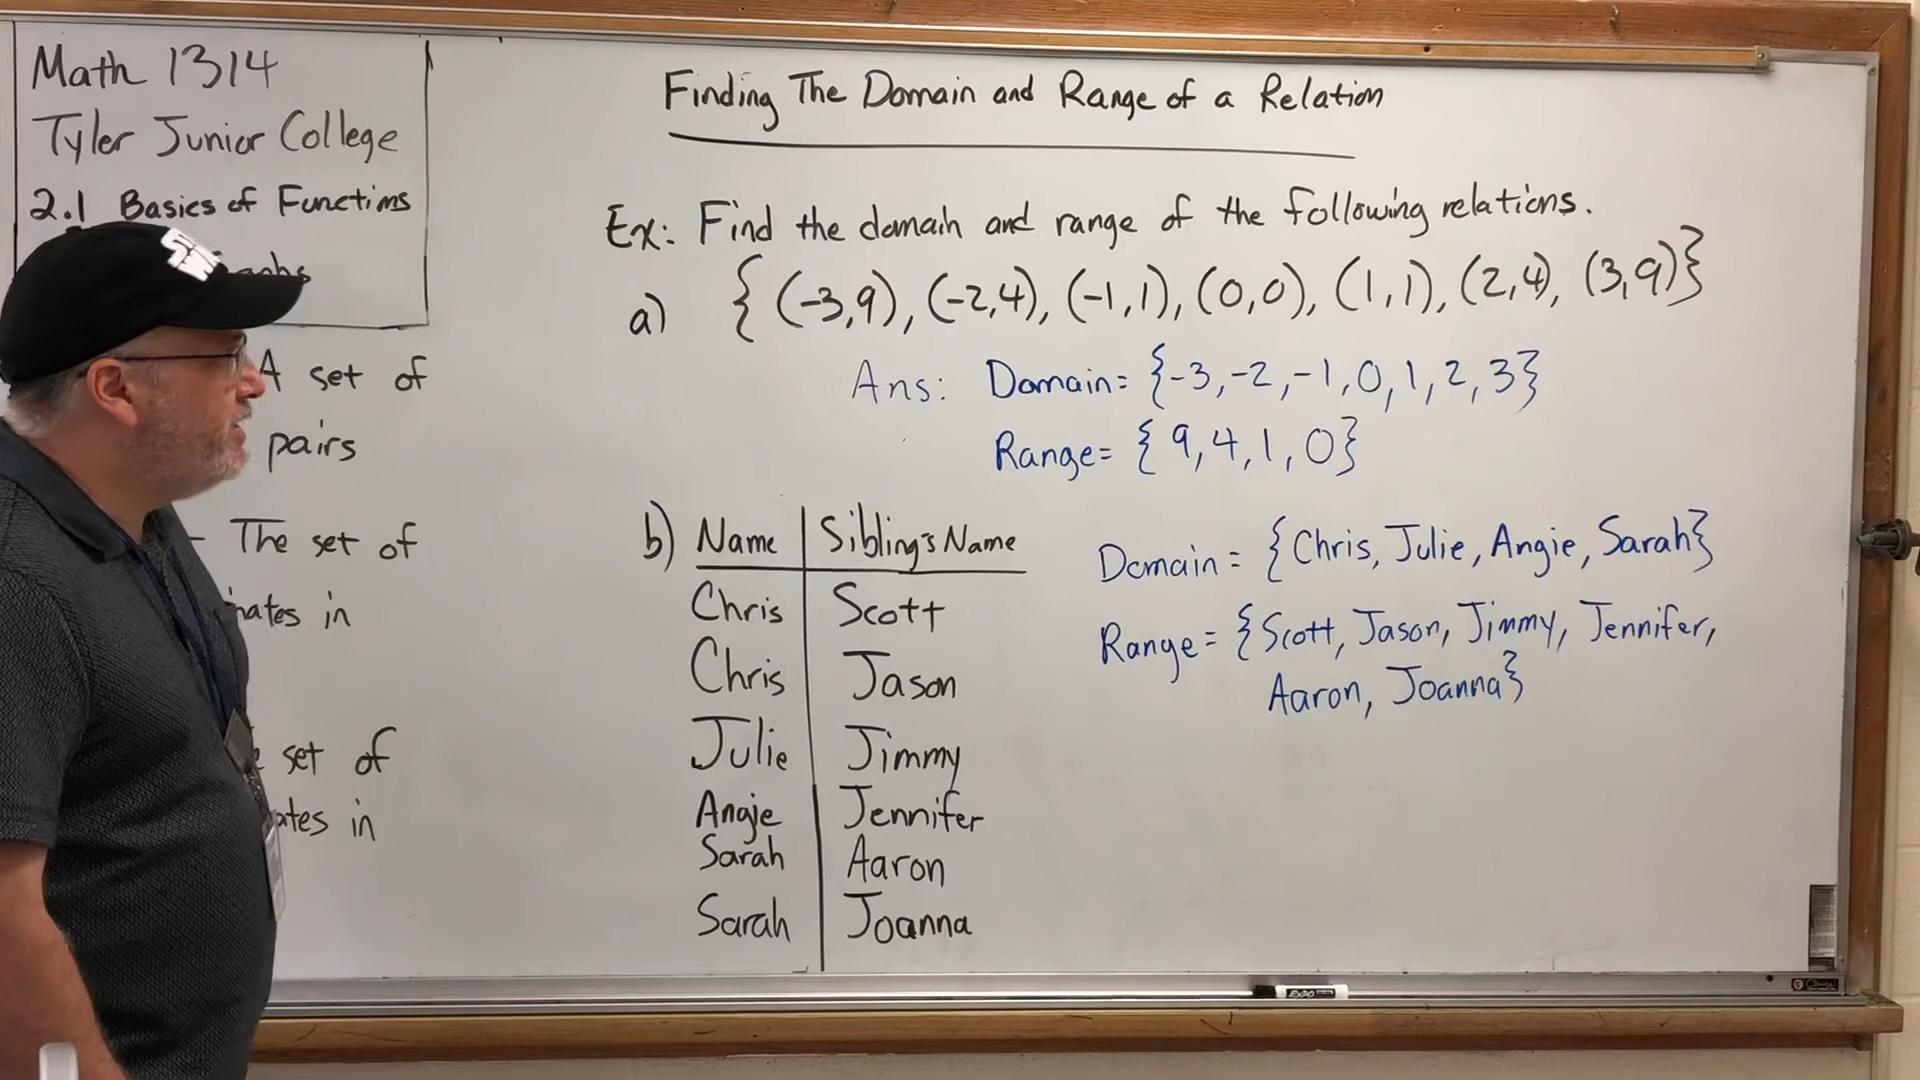 Math 1314
Tyler Junior College
2.1 Basics of Functions
A set of
pairs
- The set of
in
set of
in
Finding The Domain and Range of a Relation
Ex: Find the domain and range of the following relations.
a) { (-3,9), (-2,4), (-1,1), (0,0), (1,1), (2,4), (3,9)}
Ans: Domain= {-3,-2,-1,0,1,2,3}
Range= {9,4,1,0}
b) Name Sibling's Name
Chris Scott
Chris Jason
Julie Jimmy
Angie Jennifer
Sarah Aaron
Sarah Joanna
Domain = {Chris, Julie, Angie, Sarah}
Range = {Scott, Jason, Jimmy, Jennifer,
Aaron, Joanna}
EXPO